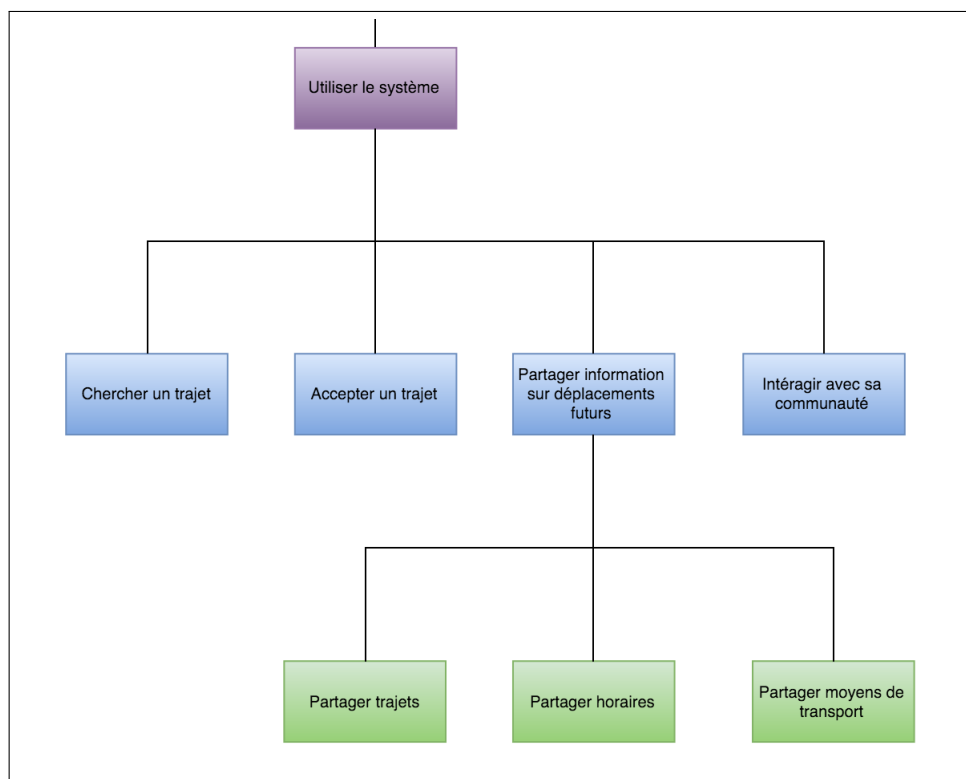 Utiliser le système
Chercher un trajet
Accepter un trajet
Partager information
sur déplacements
futurs
Intéragir avec sa
communauté
Partager trajets
Partager horaires
Partager moyens de
transport